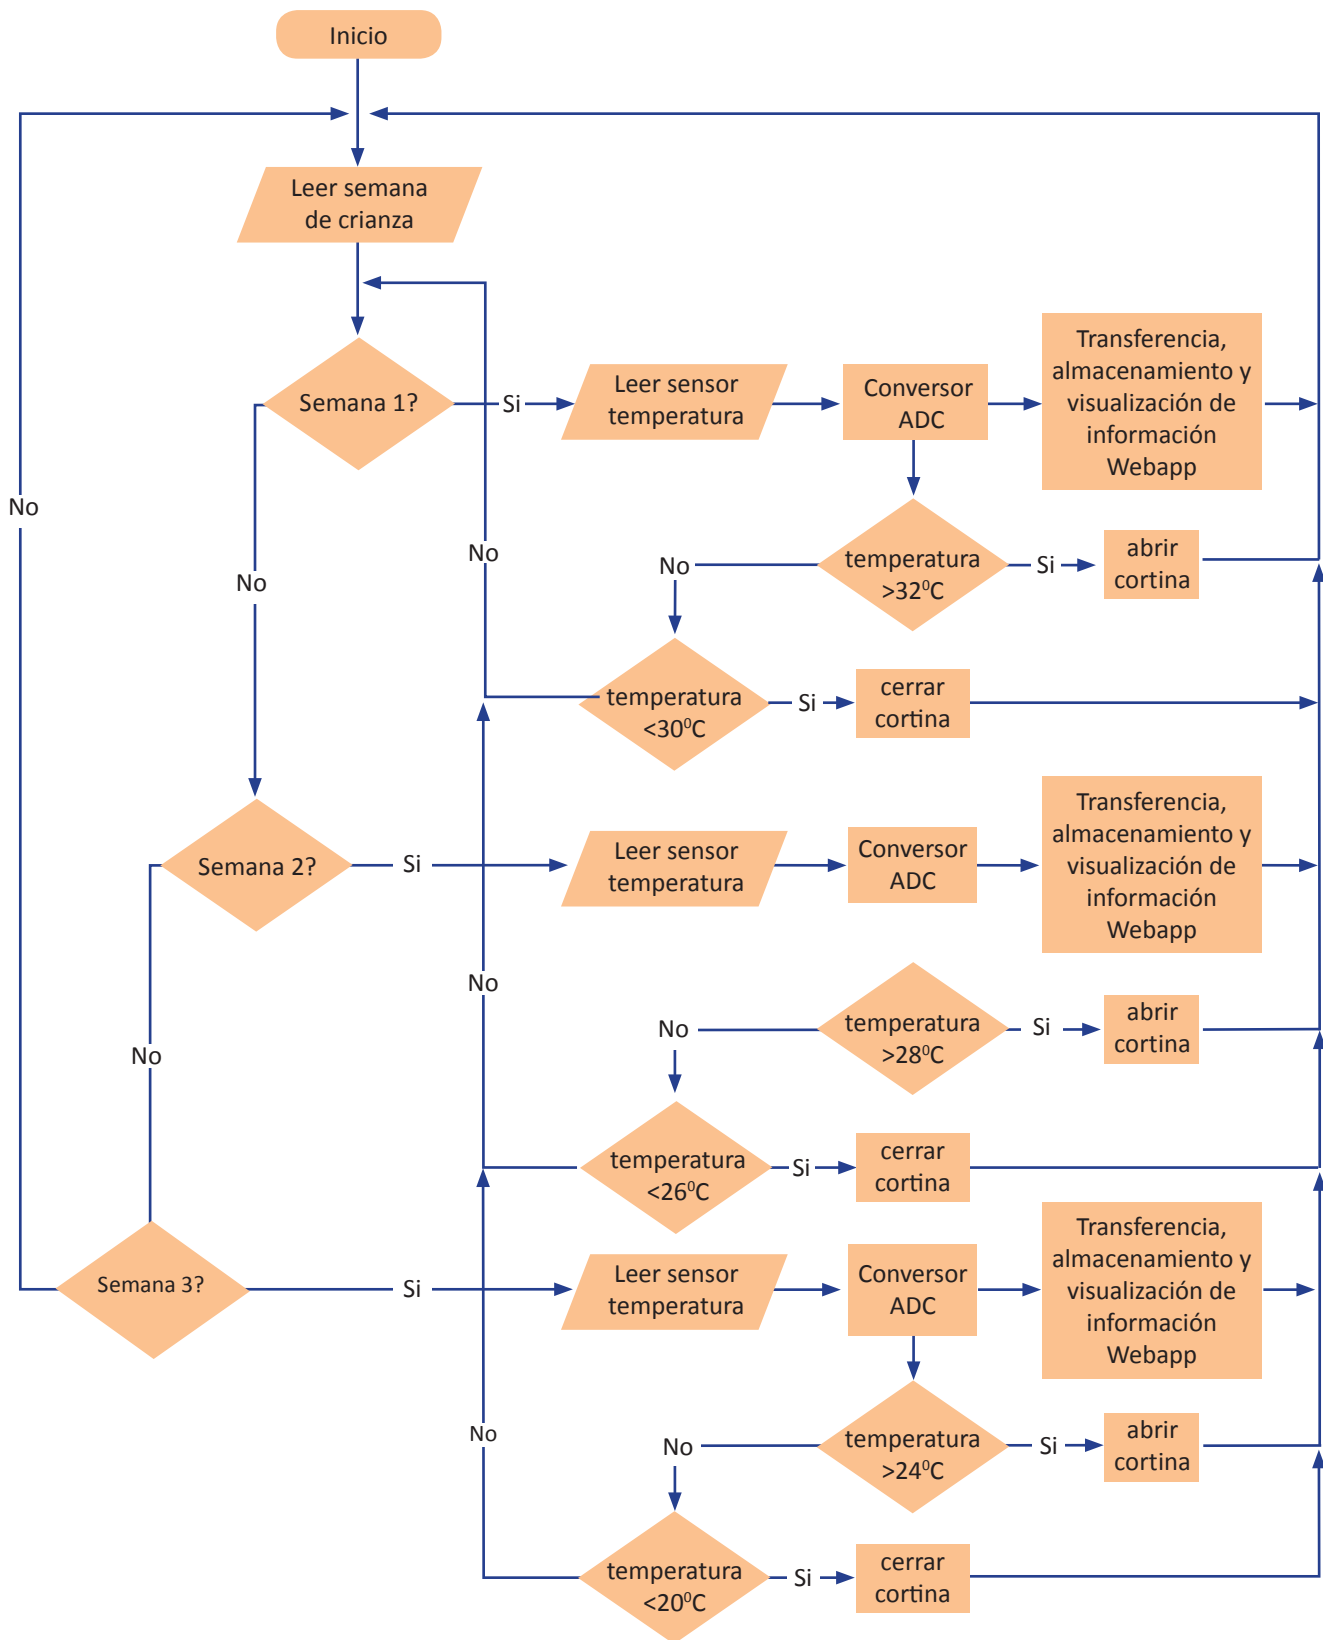 Inicio
Leer semana
de crianza
Semana 1?
Si
Leer sensor
temperatura
Conversor
ADC
Transferencia,
almacenamiento y
visualización de
información
Webapp
No
No
No
No
temperatura
>32⁰C
Si
abrir
cortina
temperatura
<30⁰C
Si
cerrar
cortina
Semana 2?
Si
Leer sensor
temperatura
Conversor
ADC
Transferencia,
almacenamiento y
visualización de
información
Webapp
No
No
No
temperatura
>28⁰C
Si
abrir
cortina
temperatura
<26⁰C
Si
cerrar
cortina
Semana 3?
Si
Leer sensor
temperatura
Conversor
ADC
Transferencia,
almacenamiento y
visualización de
información
Webapp
No
No
temperatura
>24⁰C
Si
abrir
cortina
temperatura
<20⁰C
Si
cerrar
cortina